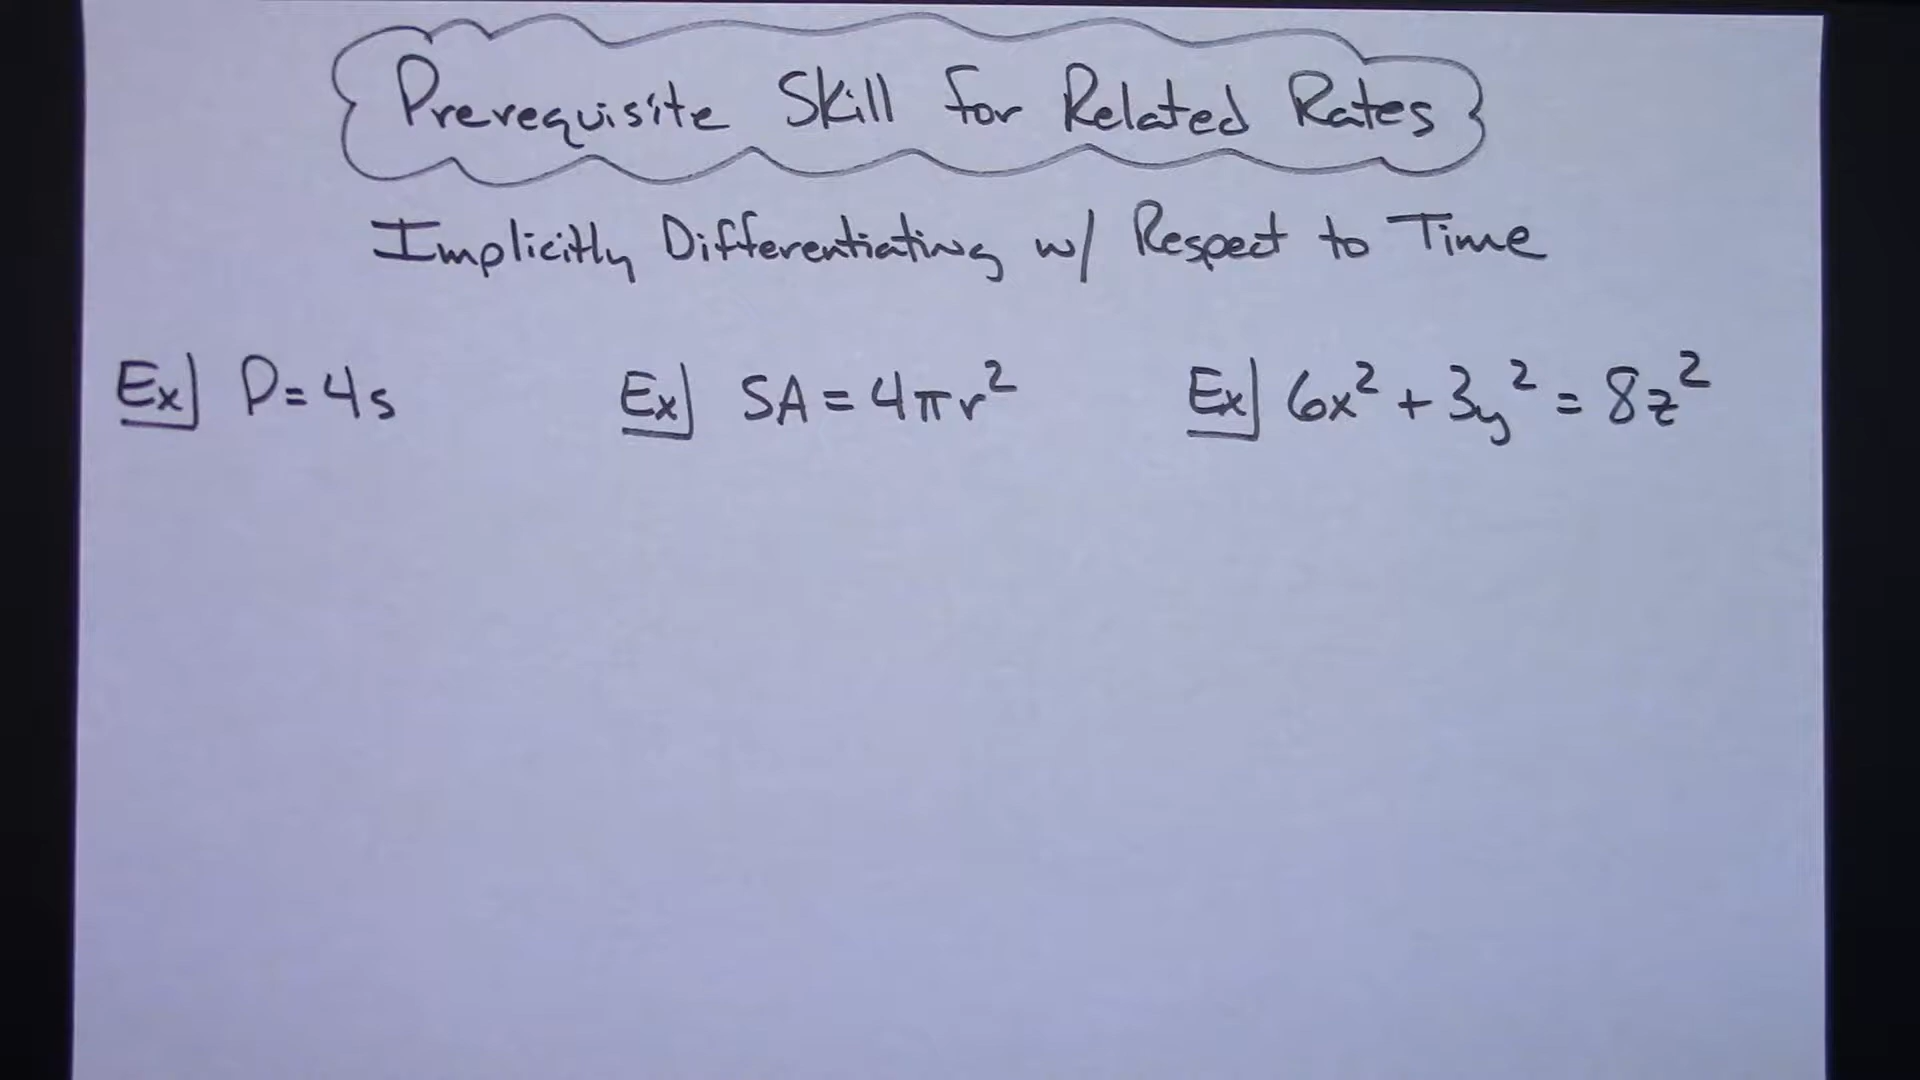 Prerequisite Skill for Related Rates
Implicitly Differentiating w/ Respect to Time
Ex] P=4s
Ex] SA = 4πr²
Ex] 6x² + 3y² = 8z²